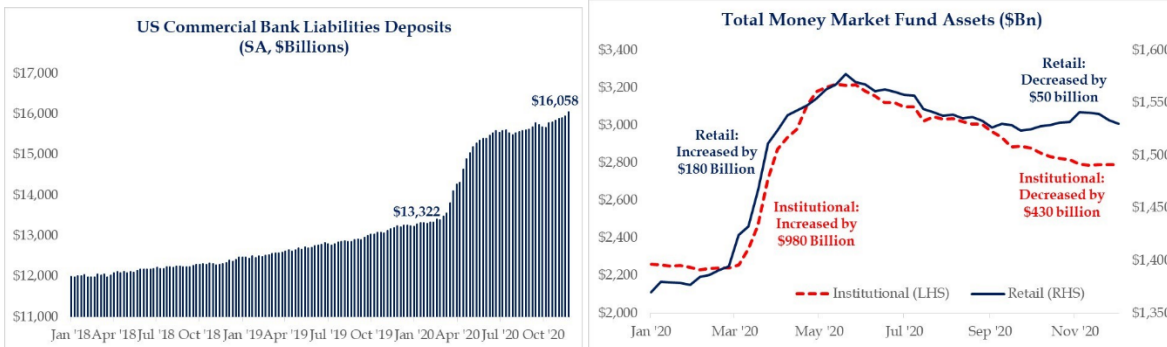 US Commercial Bank Liabilities Deposits
(SA, $Billions)
$17,000
$16,000
$15,000
$14,000
$13,000
$12,000
$11,000
$16,058
$13,322
Jan '18 Apr '18 Jul '18 Oct '18 Jan '19 Apr '19 Jul '19 Oct '19 Jan '20 Apr '20 Jul '20 Oct '20
Total Money Market Fund Assets ($Bn)
$3,400
$3,200
$3,000
$2,800
$2,600
$2,400
$2,200
$2,000
Retail:
Increased by
$180 Billion
Institutional:
Increased by
$980 Billion
Retail:
Decreased by
$50 billion
Institutional:
Decreased by
$430 billion
$1,600
$1,550
$1,500
$1,450
$1,400
$1,350
Institutional (LHS)
Retail (RHS)
Jan '20 Mar '20 May '20 Jul '20 Sep '20 Nov '20